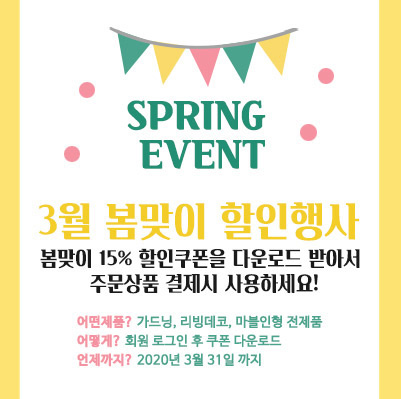 SPRING
EVENT
3월 봄맞이 할인행사
봄맞이 15% 할인쿠폰을 다운로드 받아서
주문상품 결제시 사용하세요!
어떤제품? 가드닝, 리빙데코, 마블인형 전제품
어떻게? 회원 로그인 후 쿠폰 다운로드
언제까지? 2020년 3월 31일 까지